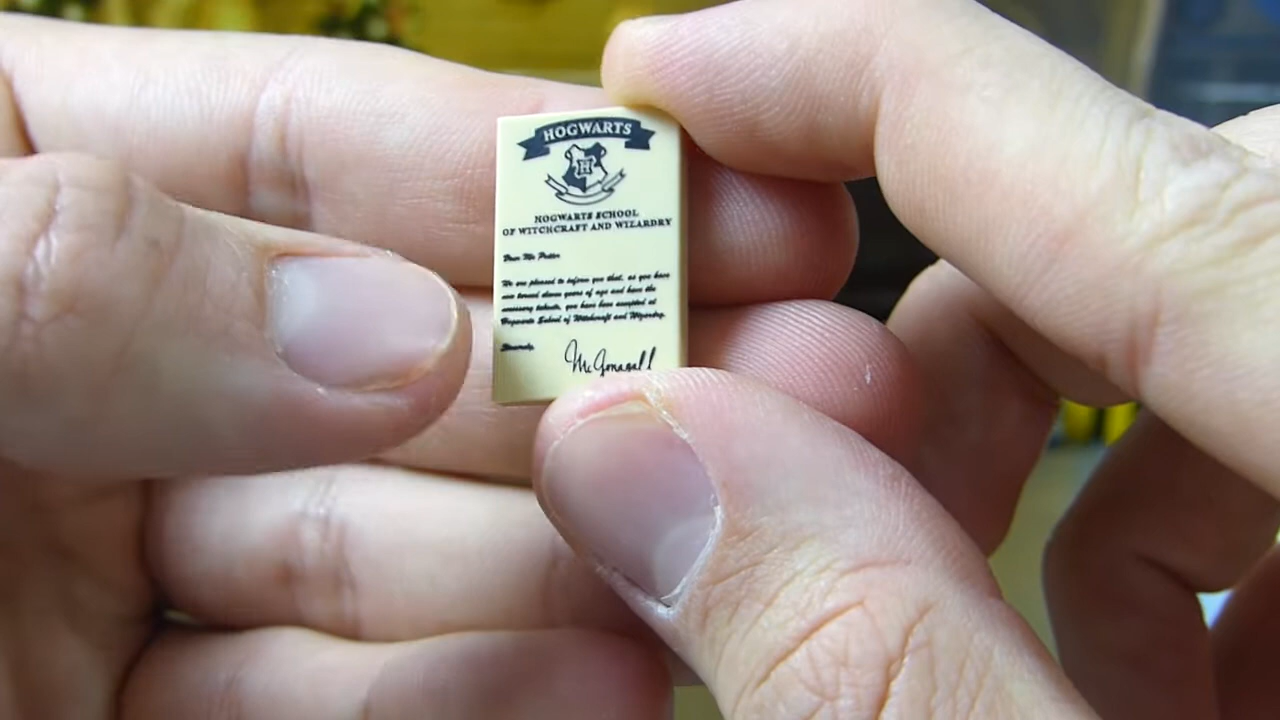 HOGWARTS
H
HOGWARTS SCHOOL
OF WITCHCRAFT AND WIZARDRY
Dear Mr Potter
We are pleased to inform you that, as you have
now turned eleven years of age and have the
necessary talents, you have been accepted at
Hogwarts School of Witchcraft and Wizardry.
Sincerely,
McGonagall